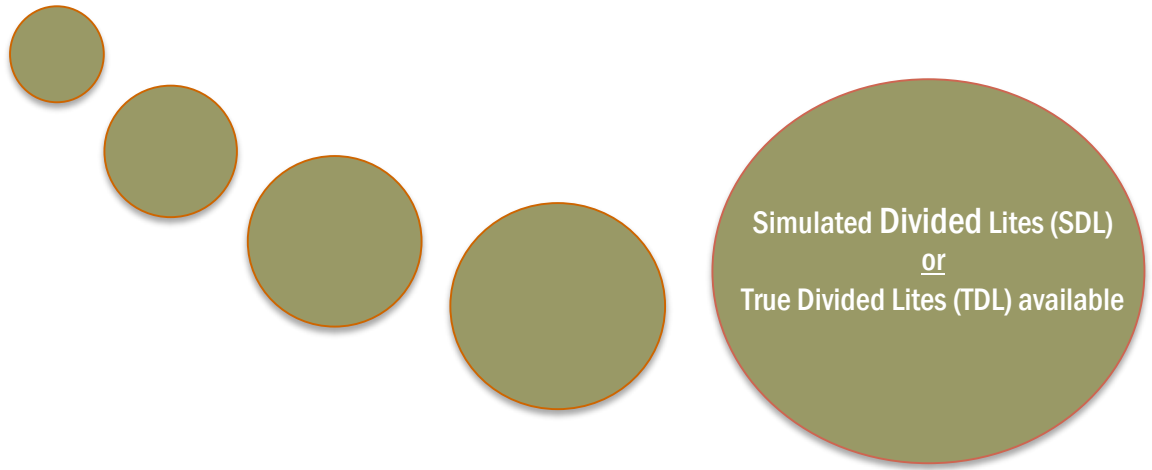 Simulated Divided Lites (SDL)
or
True Divided Lites (TDL) available